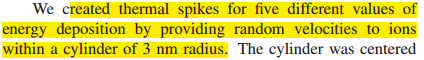 We created thermal spikes for five different values of
energy deposition by providing random velocities to ions
within a cylinder of 3 nm radius. The cylinder was centered